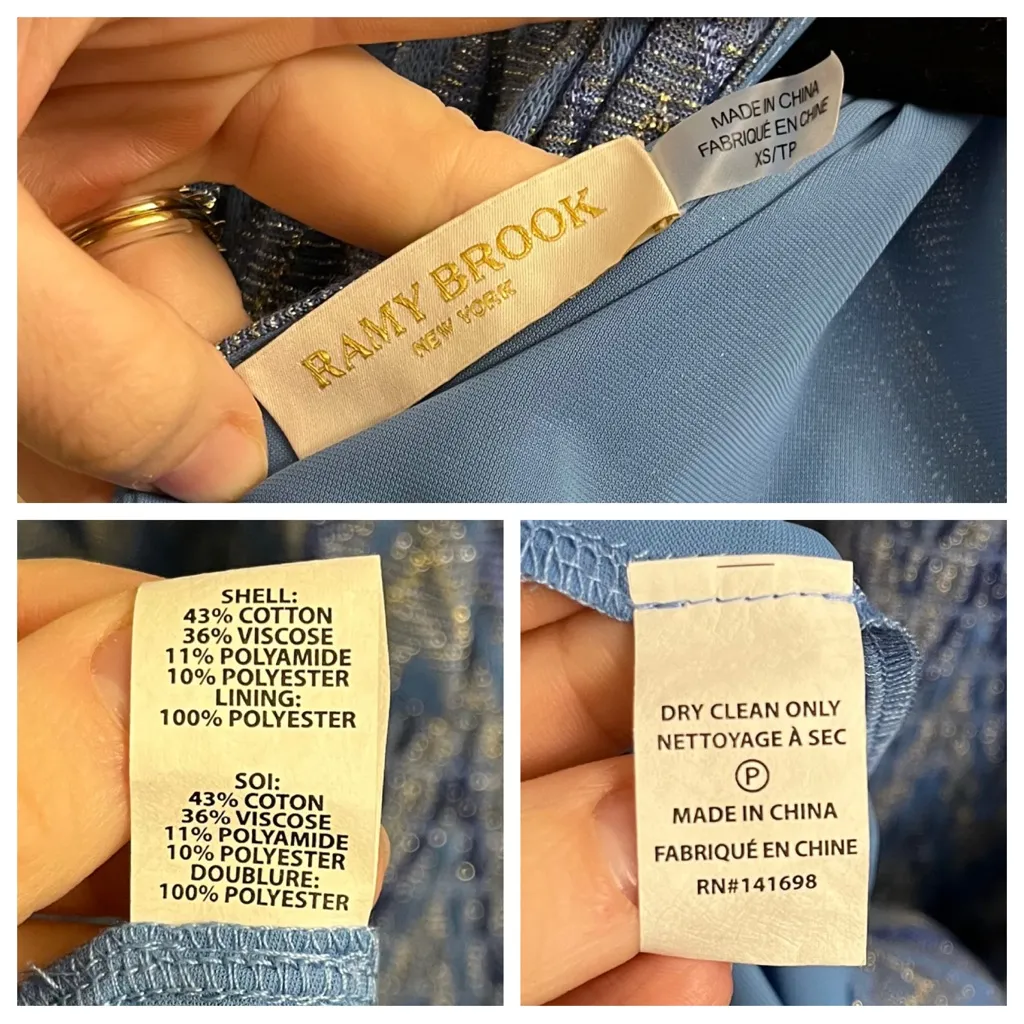 MADE IN CHINA
FABRIQUÉ EN CHINE
XS/TP
RAMY BROOK
NEW YORK
SHELL:
43% COTTON
36% VISCOSE
11% POLYAMIDE
10% POLYESTER
LINING:
100% POLYESTER
SOI:
43% COTON
36% VISCOSE
11% POLYAMIDE
10% POLYESTER
DOUBLURE:
100% POLYESTER
DRY CLEAN ONLY
NETTOYAGE À SEC
P
MADE IN CHINA
FABRIQUÉ EN CHINE
RN#141698